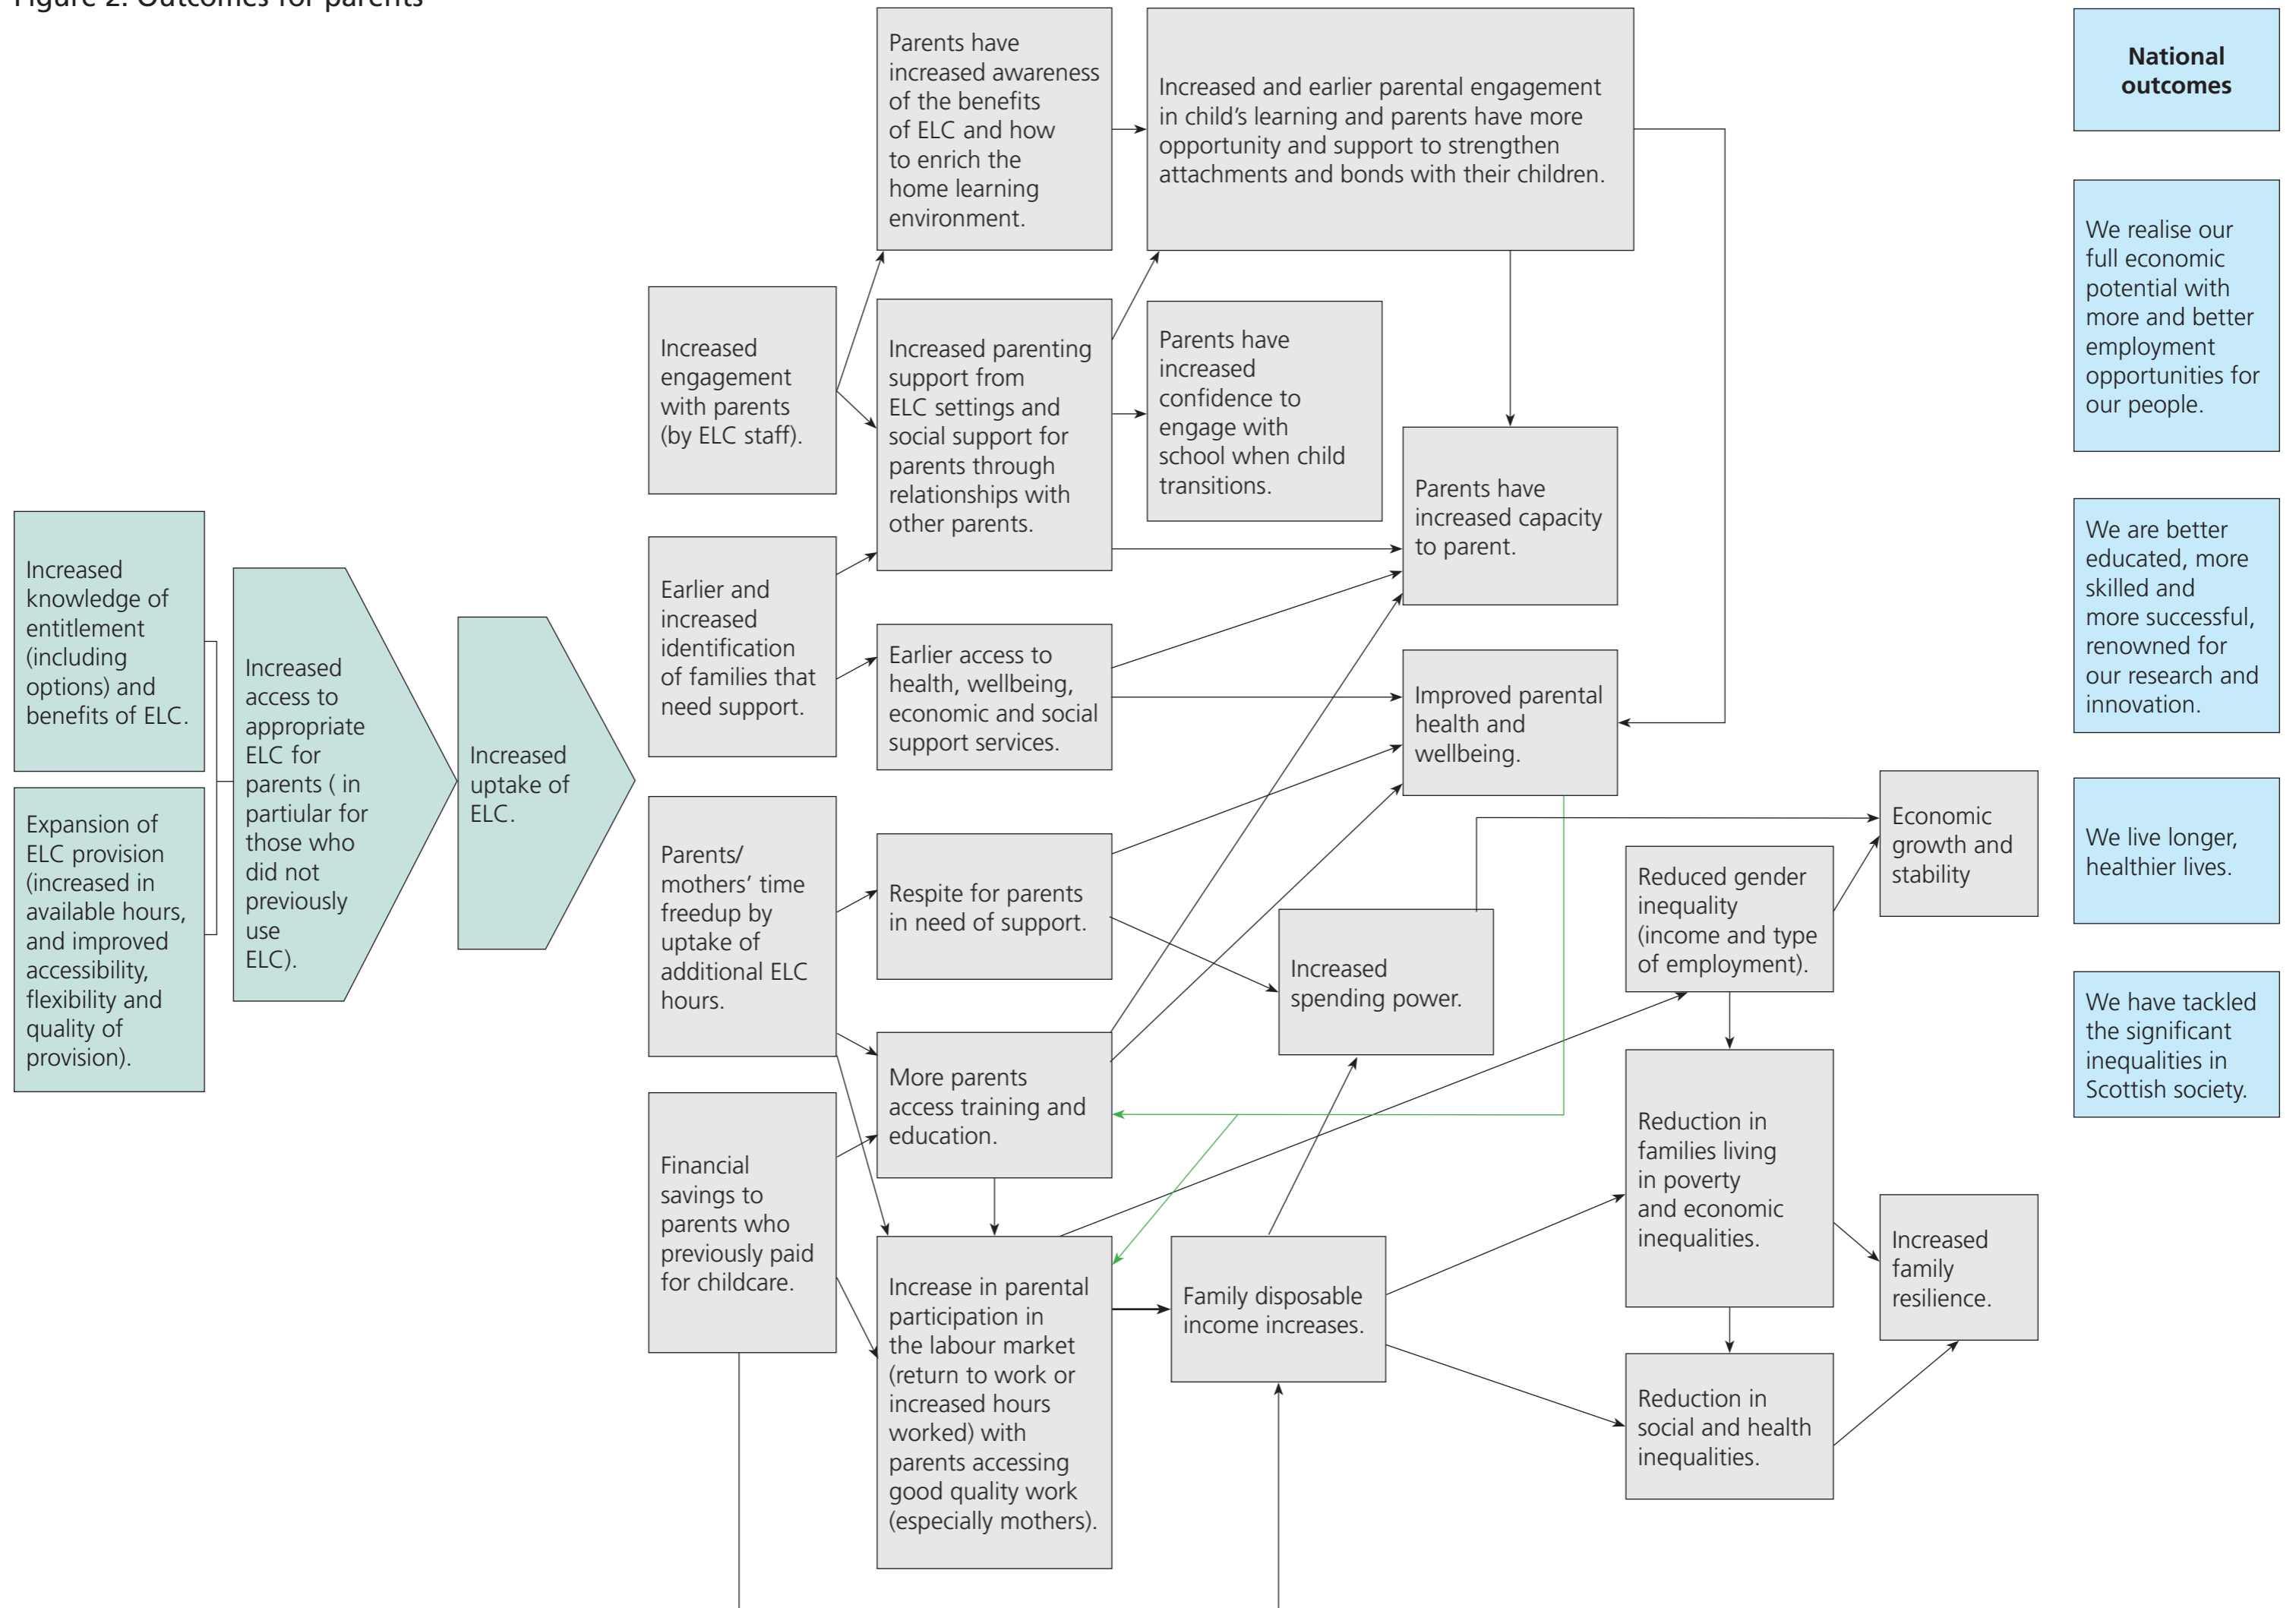 Figure 2: Outcomes for parents
Increased
knowledge of
entitlement
(including
options) and
benefits of ELC.
Expansion of
ELC provision
(increased in
available hours,
and improved
accessibility,
flexibility and
quality of
provision).
Increased
access to
appropriate
ELC for
parents ( in
partiular for
those who
did not
previously
use
ELC).
Increased
uptake of
ELC.
Increased
engagement
with parents
(by ELC staff).
Earlier and
increased
identification
of families that
need support.
Parents/
mothers’ time
freedup by
uptake of
additional ELC
hours.
Financial
savings to
parents who
previously paid
for childcare.
Parents have
increased awareness
of the benefits
of ELC and how
to enrich the
home learning
environment.
Increased parenting
support from
ELC settings and
social support for
parents through
relationships with
other parents.
Earlier access to
health, wellbeing,
economic and social
support services.
Respite for parents
in need of support.
More parents
access training and
education.
Increase in parental
participation in
the labour market
(return to work or
increased hours
worked) with
parents accessing
good quality work
(especially mothers).
Increased and earlier parental engagement
in child’s learning and parents have more
opportunity and support to strengthen
attachments and bonds with their children.
Parents have
increased
confidence to
engage with
school when child
transitions.
Parents have
increased capacity
to parent.
Improved parental
health and
wellbeing.
Increased
spending power.
Family disposable
income increases.
Reduced gender
inequality
(income and type
of employment).
Reduction in
families living
in poverty
and economic
inequalities.
Reduction in
social and health
inequalities.
Economic
growth and
stability
Increased
family
resilience.
National
outcomes
We realise our
full economic
potential with
more and better
employment
opportunities for
our people.
We are better
educated, more
skilled and
more successful,
renowned for
our research and
innovation.
We live longer,
healthier lives.
We have tackled
the significant
inequalities in
Scottish society.